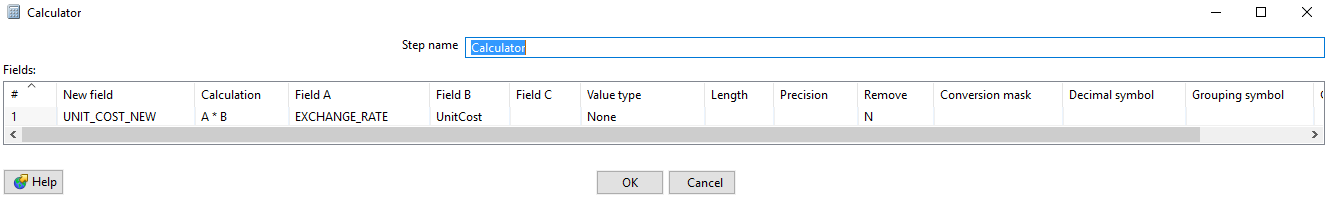 Calculator
Step name Calculator
Fields:
# New field Calculation Field A Field B Field C Value type Length Precision Remove Conversion mask Decimal symbol Grouping symbol
1 UNIT_COST_NEW A * B EXCHANGE_RATE UnitCost None N
Help OK Cancel